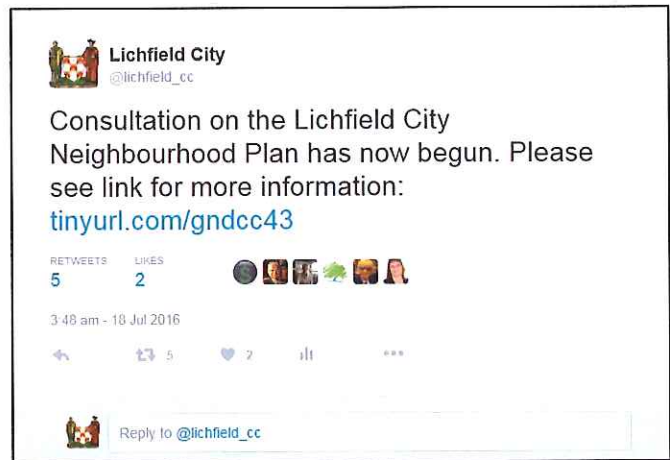 Lichfield City
@lichfield_cc
Consultation on the Lichfield City
Neighbourhood Plan has now begun. Please
see link for more information:
tinyurl.com/gndcc43
RETWEETS LIKES
5 2
3:48 am - 18 Jul 2016
5 2
Reply to @lichfield_cc